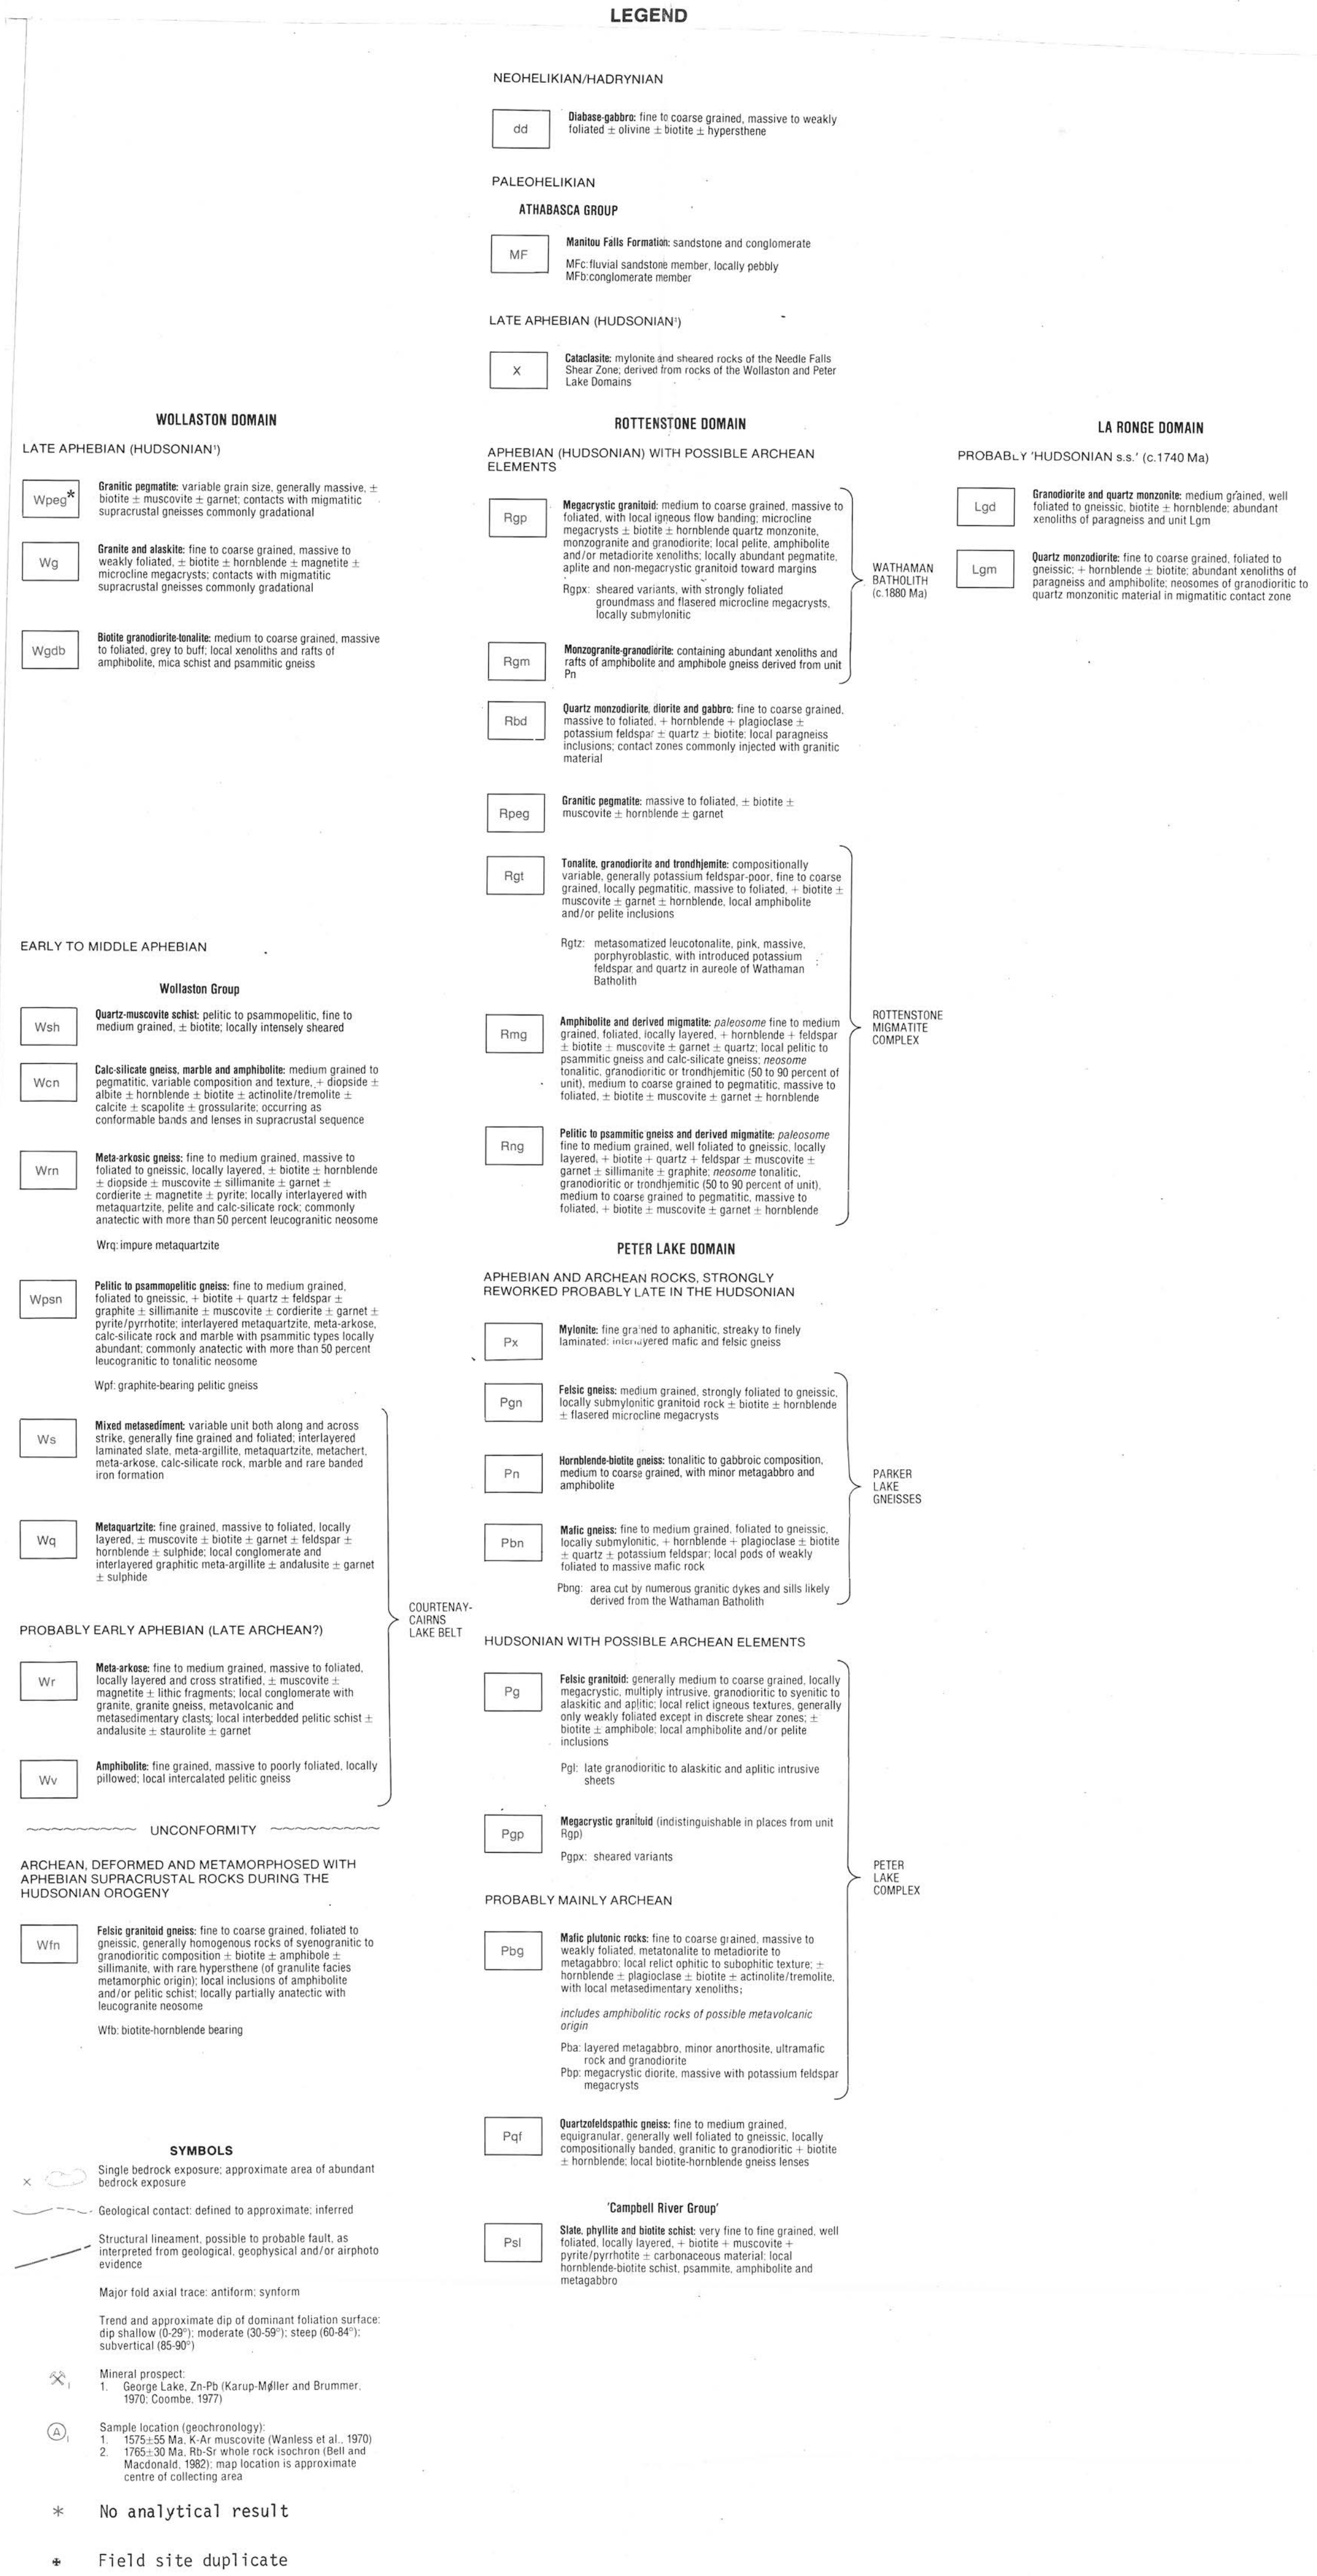 LEGEND
NEOHELIKIAN/HADRYNIAN
dd
Diabase-gabbro: fine to coarse grained, massive to weakly
foliated ± olivine ± biotite ± hypersthene
PALEOHELIKIAN
ATHABASCA GROUP
MF
Manitou Falls Formation: sandstone and conglomerate
MFc: fluvial sandstone member, locally pebbly
MFb: conglomerate member
LATE APHEBIAN (HUDSONIAN¹)
X
Cataclasite: mylonite and sheared rocks of the Needle Falls
Shear Zone; derived from rocks of the Wollaston and Peter
Lake Domains
WOLLASTON DOMAIN
LATE APHEBIAN (HUDSONIAN¹)
Wpeg*
Granitic pegmatite: variable grain size, generally massive, ±
biotite ± muscovite ± garnet; contacts with migmatitic
supracrustal gneisses commonly gradational
Wg
Granite and alaskite: fine to coarse grained, massive to
weakly foliated, ± biotite ± hornblende ± magnetite ±
microcline megacrysts; contacts with migmatitic
supracrustal gneisses commonly gradational
Wgdb
Biotite granodiorite-tonalite: medium to coarse grained, massive
to foliated, grey to buff; local xenoliths and rafts of
amphibolite, mica schist and psammitic gneiss
EARLY TO MIDDLE APHEBIAN
Wollaston Group
Wsh
Quartz-muscovite schist: pelitic to psammopelitic, fine to
medium grained, ± biotite; locally intensely sheared
Wcn
Calc-silicate gneiss, marble and amphibolite: medium grained to
pegmatitic, variable composition and texture, + diopside ±
albite ± hornblende ± biotite ± actinolite/tremolite ±
calcite ± scapolite ± grossularite; occurring as
conformable bands and lenses in supracrustal sequence
Wrn
Meta-arkosic gneiss: fine to medium grained, massive to
foliated to gneissic, locally layered, ± biotite ± hornblende
± diopside ± muscovite ± sillimanite ± garnet ±
cordierite ± magnetite ± pyrite; locally interlayered with
metaquartzite, pelite and calc-silicate rock; commonly
anatectic with more than 50 percent leucogranitic neosome
Wrq: impure metaquartzite
Wpsn
Pelitic to psammopelitic gneiss: fine to medium grained,
foliated to gneissic, + biotite + quartz ± feldspar ±
graphite ± sillimanite ± muscovite ± cordierite ± garnet ±
pyrite/pyrrhotite; interlayered metaquartzite, meta-arkose,
calc-silicate rock and marble with psammitic types locally
abundant; commonly anatectic with more than 50 percent
leucogranitic to tonalitic neosome
Wpf: graphite-bearing pelitic gneiss
Ws
Mixed metasediment: variable unit both along and across
strike, generally fine grained and foliated; interlayered
laminated slate, meta-argillite, metaquartzite, metachert,
meta-arkose, calc-silicate rock, marble and rare banded
iron formation
Wq
Metaquartzite: fine grained, massive to foliated, locally
layered, ± muscovite ± biotite ± garnet ± feldspar ±
hornblende ± sulphide; local conglomerate and
interlayered graphitic meta-argillite ± andalusite ± garnet
± sulphide
PROBABLY EARLY APHEBIAN (LATE ARCHEAN?)
Wr
Meta-arkose: fine to medium grained, massive to foliated,
locally layered and cross stratified, ± muscovite ±
magnetite ± lithic fragments; local conglomerate with
granite, granite gneiss, metavolcanic and
metasedimentary clasts; local interbedded pelitic schist ±
andalusite ± staurolite ± garnet
Wv
Amphibolite: fine grained, massive to poorly foliated, locally
pillowed; local intercalated pelitic gneiss
COURTENAY-
CAIRNS
LAKE BELT
UNCONFORMITY
ARCHEAN, DEFORMED AND METAMORPHOSED WITH
APHEBIAN SUPRACRUSTAL ROCKS DURING THE
HUDSONIAN OROGENY
Wfn
Felsic granitoid gneiss: fine to coarse grained, foliated to
gneissic, generally homogenous rocks of syenogranitic to
granodioritic composition ± biotite ± amphibole ±
sillimanite, with rare hypersthene (of granulite facies
metamorphic origin); local inclusions of amphibolite
and/or pelitic schist; locally partially anatectic with
leucogranite neosome
Wfb: biotite-hornblende bearing
SYMBOLS
Single bedrock exposure; approximate area of abundant
bedrock exposure
Geological contact: defined to approximate; inferred
Structural lineament, possible to probable fault, as
interpreted from geological, geophysical and/or airphoto
evidence
Major fold axial trace: antiform; synform
Trend and approximate dip of dominant foliation surface:
dip shallow (0-29°); moderate (30-59°); steep (60-84°);
subvertical (85-90°)
1
Mineral prospect:
1. George Lake, Zn-Pb (Karup-Møller and Brummer,
1970; Coombe, 1977)
A 1
Sample location (geochronology):
1. 1575±55 Ma, K-Ar muscovite (Wanless et al., 1970)
2. 1765±30 Ma, Rb-Sr whole rock isochron (Bell and
Macdonald, 1982); map location is approximate
centre of collecting area
* No analytical result
Field site duplicate
ROTTENSTONE DOMAIN
APHEBIAN (HUDSONIAN) WITH POSSIBLE ARCHEAN
ELEMENTS
Rgp
Megacrystic granitoid: medium to coarse grained, massive to
foliated, with local igneous flow banding; microcline
megacrysts ± biotite ± hornblende quartz monzonite,
monzogranite and granodiorite; local pelite, amphibolite
and/or metadiorite xenoliths; locally abundant pegmatite,
aplite and non-megacrystic granitoid toward margins
Rgpx: sheared variants, with strongly foliated
groundmass and flasered microcline megacrysts,
locally submylonitic
Rgm
Monzogranite-granodiorite: containing abundant xenoliths and
rafts of amphibolite and amphibole gneiss derived from unit
Pn
WATHAMAN
BATHOLITH
(c.1880 Ma)
Rbd
Quartz monzodiorite, diorite and gabbro: fine to coarse grained,
massive to foliated, + hornblende + plagioclase ±
potassium feldspar ± quartz ± biotite; local paragneiss
inclusions; contact zones commonly injected with granitic
material
Rpeg
Granitic pegmatite: massive to foliated, ± biotite ±
muscovite ± hornblende ± garnet
Rgt
Tonalite, granodiorite and trondhjemite: compositionally
variable, generally potassium feldspar-poor, fine to coarse
grained, locally pegmatitic, massive to foliated, + biotite ±
muscovite ± garnet ± hornblende, local amphibolite
and/or pelite inclusions
Rgtz: metasomatized leucotonalite, pink, massive,
porphyroblastic, with introduced potassium
feldspar and quartz in aureole of Wathaman
Batholith
Rmg
Amphibolite and derived migmatite: paleosome fine to medium
grained, foliated, locally layered, + hornblende + feldspar
± biotite ± muscovite ± garnet ± quartz; local pelitic to
psammitic gneiss and calc-silicate gneiss; neosome
tonalitic, granodioritic or trondhjemitic (50 to 90 percent of
unit), medium to coarse grained to pegmatitic, massive to
foliated, ± biotite ± muscovite ± garnet ± hornblende
Rng
Pelitic to psammitic gneiss and derived migmatite: paleosome
fine to medium grained, well foliated to gneissic, locally
layered, + biotite + quartz + feldspar ± muscovite ±
garnet ± sillimanite ± graphite; neosome tonalitic,
granodioritic or trondhjemitic (50 to 90 percent of unit),
medium to coarse grained to pegmatitic, massive to
foliated, + biotite ± muscovite ± garnet ± hornblende
ROTTENSTONE
MIGMATITE
COMPLEX
PETER LAKE DOMAIN
APHEBIAN AND ARCHEAN ROCKS, STRONGLY
REWORKED PROBABLY LATE IN THE HUDSONIAN
Px
Mylonite: fine grained to aphanitic, streaky to finely
laminated; interlayered mafic and felsic gneiss
Pgn
Felsic gneiss: medium grained, strongly foliated to gneissic,
locally submylonitic granitoid rock ± biotite ± hornblende
± flasered microcline megacrysts
Pn
Hornblende-biotite gneiss: tonalitic to gabbroic composition,
medium to coarse grained, with minor metagabbro and
amphibolite
Pbn
Mafic gneiss: fine to medium grained, foliated to gneissic,
locally submylonitic, + hornblende + plagioclase ± biotite
± quartz ± potassium feldspar; local pods of weakly
foliated to massive mafic rock
Pbng: area cut by numerous granitic dykes and sills likely
derived from the Wathaman Batholith
PARKER
LAKE
GNEISSES
HUDSONIAN WITH POSSIBLE ARCHEAN ELEMENTS
Pg
Felsic granitoid: generally medium to coarse grained, locally
megacrystic, multiply intrusive, granodioritic to syenitic to
alaskitic and aplitic; local relict igneous textures, generally
only weakly foliated except in discrete shear zones; ±
biotite ± amphibole; local amphibolite and/or pelite
inclusions
Pgl: late granodioritic to alaskitic and aplitic intrusive
sheets
Pgp
Megacrystic granitoid (indistinguishable in places from unit
Rgp)
Pgpx: sheared variants
PROBABLY MAINLY ARCHEAN
Pbg
Mafic plutonic rocks: fine to coarse grained, massive to
weakly foliated, metatonalite to metadiorite to
metagabbro; local relict ophitic to subophitic texture; ±
hornblende ± plagioclase ± biotite ± actinolite/tremolite,
with local metasedimentary xenoliths;
includes amphibolitic rocks of possible metavolcanic
origin
Pba: layered metagabbro, minor anorthosite, ultramafic
rock and granodiorite
Pbp: megacrystic diorite, massive with potassium feldspar
megacrysts
PETER
LAKE
COMPLEX
Pqf
Quartzofeldspathic gneiss: fine to medium grained,
equigranular, generally well foliated to gneissic, locally
compositionally banded, granitic to granodioritic + biotite
± hornblende; local biotite-hornblende gneiss lenses
'Campbell River Group'
Psl
Slate, phyllite and biotite schist: very fine to fine grained, well
foliated, locally layered, + biotite + muscovite +
pyrite/pyrrhotite ± carbonaceous material; local
hornblende-biotite schist, psammite, amphibolite and
metagabbro
LA RONGE DOMAIN
PROBABLY 'HUDSONIAN s.s.' (c.1740 Ma)
Lgd
Granodiorite and quartz monzonite: medium grained, well
foliated to gneissic, biotite ± hornblende; abundant
xenoliths of paragneiss and unit Lgm
Lgm
Quartz monzodiorite: fine to coarse grained, foliated to
gneissic; + hornblende ± biotite; abundant xenoliths of
paragneiss and amphibolite; neosomes of granodioritic to
quartz monzonitic material in migmatitic contact zone